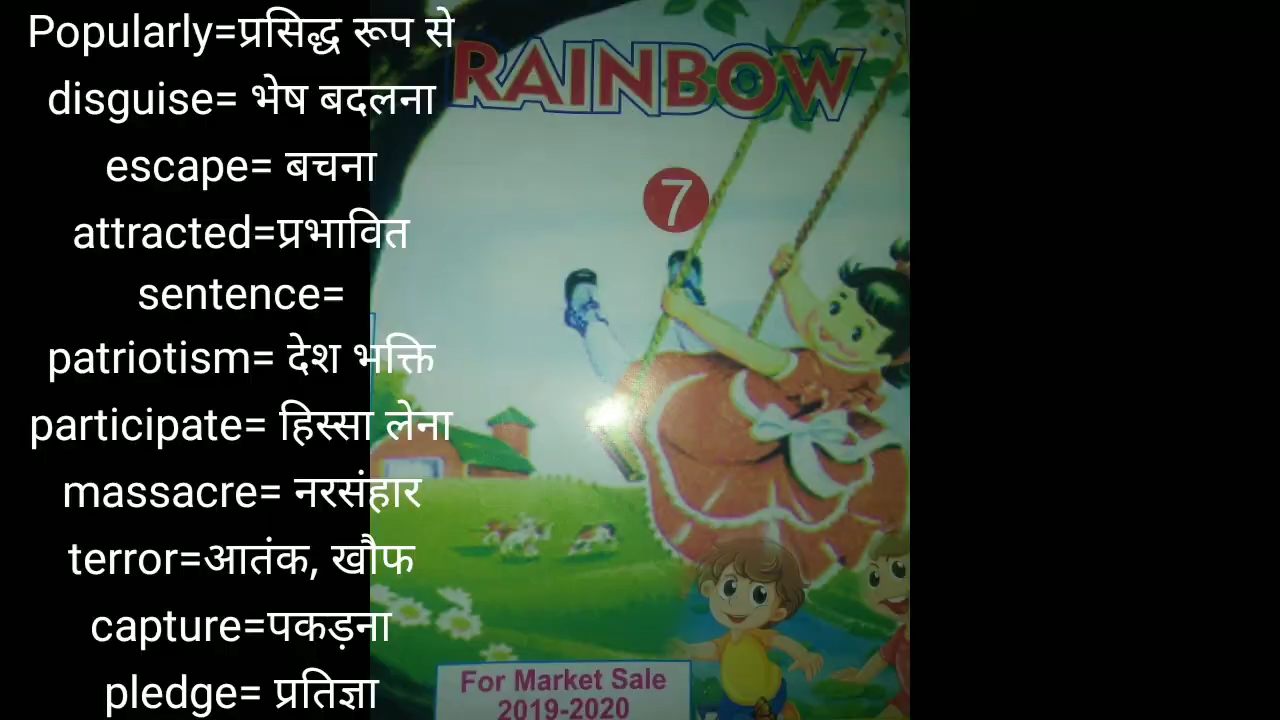 Popularly=प्रसिद्ध रूप से
disguise= भेष बदलना
escape= बचना
attracted=प्रभावित
sentence=
patriotism= देश भक्ति
participate= हिस्सा लेना
massacre= नरसंहार
terror=आतंक, खौफ
capture=पकड़ना
pledge= प्रतिज्ञा
RAINBOW
7
For Market Sale
2019-2020